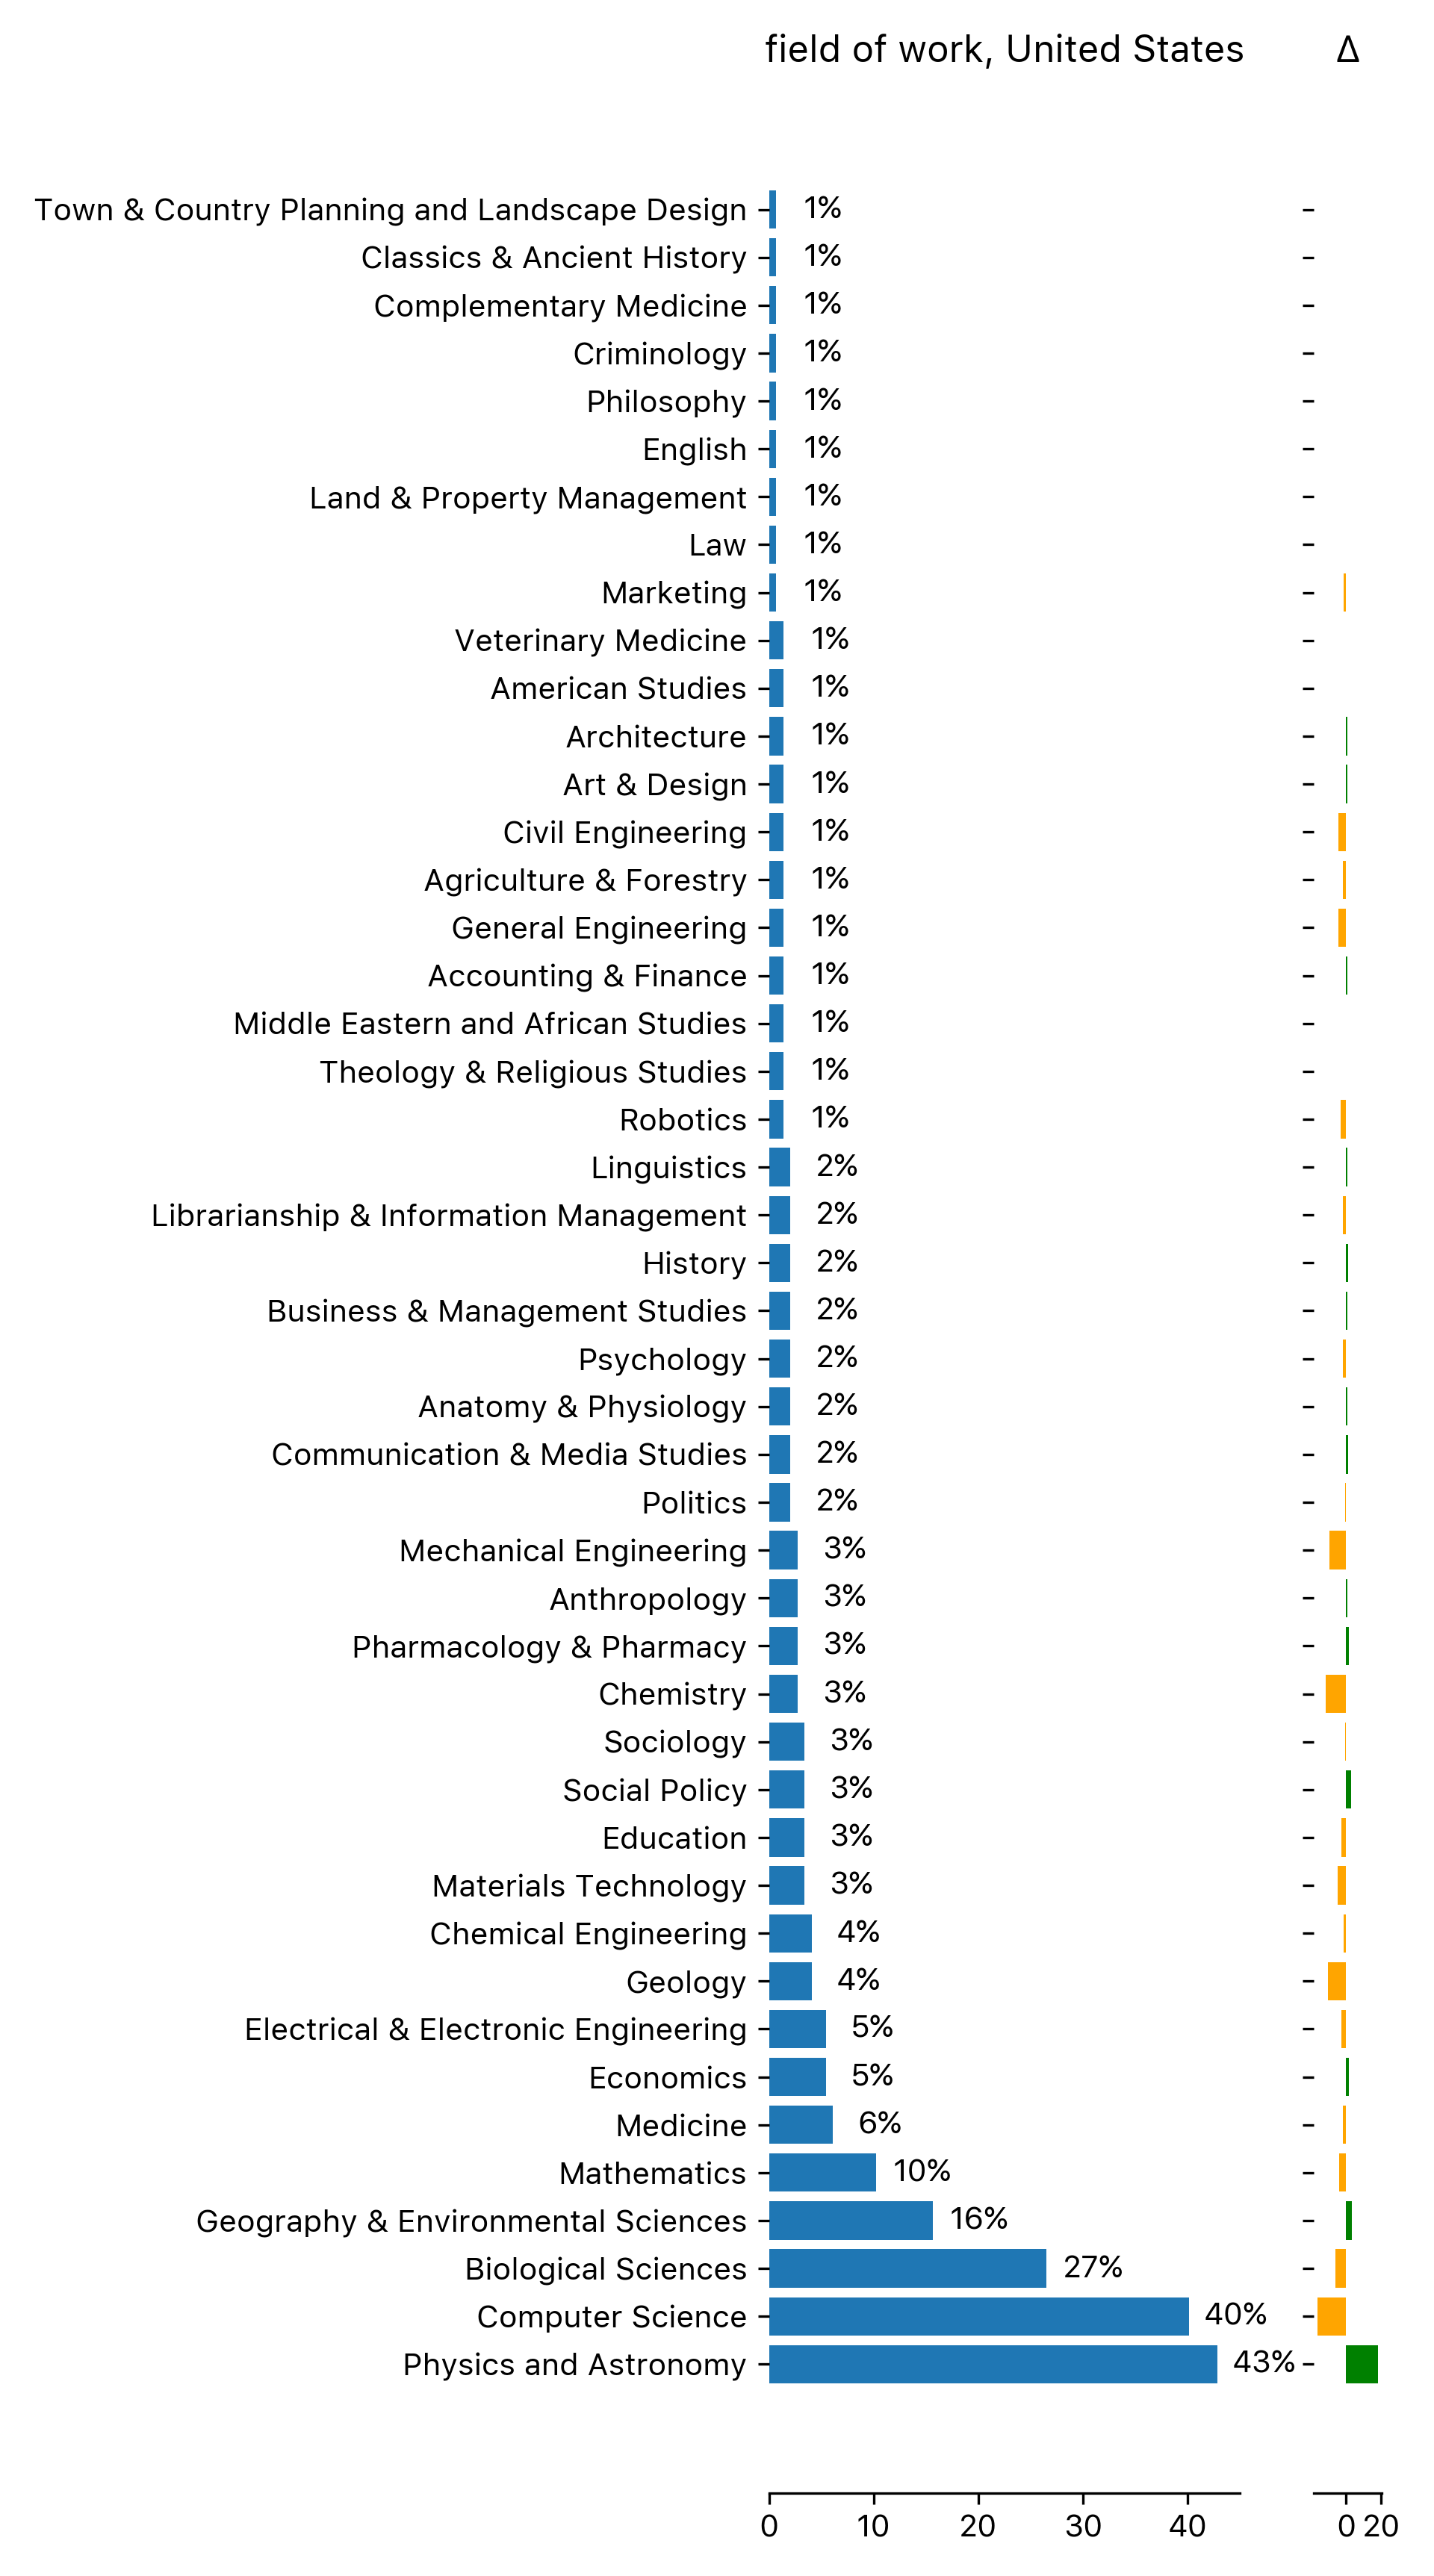 field of work, United States Δ
Town & Country Planning and Landscape Design 1%
Classics & Ancient History 1%
Complementary Medicine 1%
Criminology 1%
Philosophy 1%
English 1%
Land & Property Management 1%
Law 1%
Marketing 1%
Veterinary Medicine 1%
American Studies 1%
Architecture 1%
Art & Design 1%
Civil Engineering 1%
Agriculture & Forestry 1%
General Engineering 1%
Accounting & Finance 1%
Middle Eastern and African Studies 1%
Theology & Religious Studies 1%
Robotics 1%
Linguistics 2%
Librarianship & Information Management 2%
History 2%
Business & Management Studies 2%
Psychology 2%
Anatomy & Physiology 2%
Communication & Media Studies 2%
Politics 2%
Mechanical Engineering 3%
Anthropology 3%
Pharmacology & Pharmacy 3%
Chemistry 3%
Sociology 3%
Social Policy 3%
Education 3%
Materials Technology 3%
Chemical Engineering 4%
Geology 4%
Electrical & Electronic Engineering 5%
Economics 5%
Medicine 6%
Mathematics 10%
Geography & Environmental Sciences 16%
Biological Sciences 27%
Computer Science 40%
Physics and Astronomy 43%
0 10 20 30 40 0 20